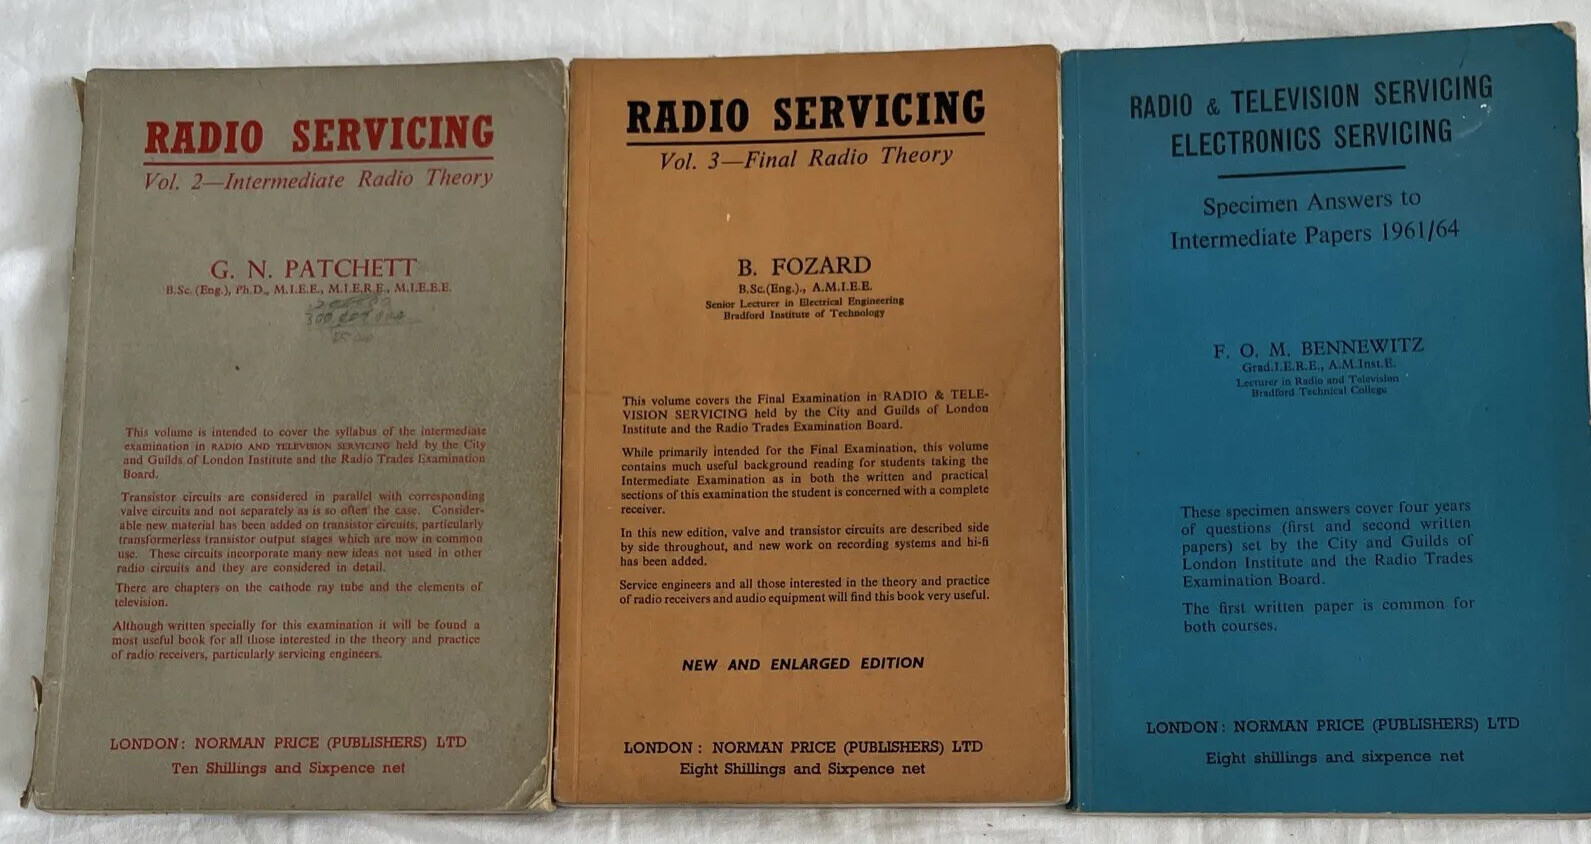 RADIO SERVICING
Vol. 2—Intermediate Radio Theory
G. N. PATCHETT
B.Sc. (Eng.), Ph.D., M.I.E.E., M.I.E.R.E., M.I.E.E.E.
This volume is intended to cover the syllabus of the intermediate
examination in RADIO AND TELEVISION SERVICING held by the City
and Guilds of London Institute and the Radio Trades Examination
Board.
Transistor circuits are considered in parallel with corresponding
valve circuits and not separately as is so often the case. Consider-
able new material has been added on transistor circuits, particularly
transformerless transistor output stages which are now in common
use. These circuits incorporate many new ideas not used in other
radio circuits and they are considered in detail.
There are chapters on the cathode ray tube and the elements of
television.
Although written specially for this examination it will be found a
most useful book for all those interested in the theory and practice
of radio receivers, particularly servicing engineers.
LONDON: NORMAN PRICE (PUBLISHERS) LTD
Ten Shillings and Sixpence net
RADIO SERVICING
Vol. 3—Final Radio Theory
B. FOZARD
B.Sc.(Eng.)., A.M.I.E.E.
Senior Lecturer in Electrical Engineering
Bradford Institute of Technology
This volume covers the Final Examination in RADIO & TELE-
VISION SERVICING held by the City and Guilds of London
Institute and the Radio Trades Examination Board.
While primarily intended for the Final Examination, this volume
contains much useful background reading for students taking the
Intermediate Examination as in both the written and practical
sections of this examination the student is concerned with a complete
receiver.
In this new edition, valve and transistor circuits are described side
by side throughout, and new work on recording systems and hi-fi
has been added.
Service engineers and all those interested in the theory and practice
of radio receivers and audio equipment will find this book very useful.
NEW AND ENLARGED EDITION
LONDON : NORMAN PRICE (PUBLISHERS) LTD
Eight Shillings and Sixpence net
RADIO & TELEVISION SERVICING
ELECTRONICS SERVICING
Specimen Answers to
Intermediate Papers 1961/64
F. O. M. BENNEWITZ
Grad.I.E.R.E., A.M.Inst.E.
Lecturer in Radio and Television
Bradford Technical College
These specimen answers cover four years
of questions (first and second written
papers) set by the City and Guilds of
London Institute and the Radio Trades
Examination Board.
The first written paper is common for
both courses.
LONDON: NORMAN PRICE (PUBLISHERS) LTD
Eight shillings and sixpence net